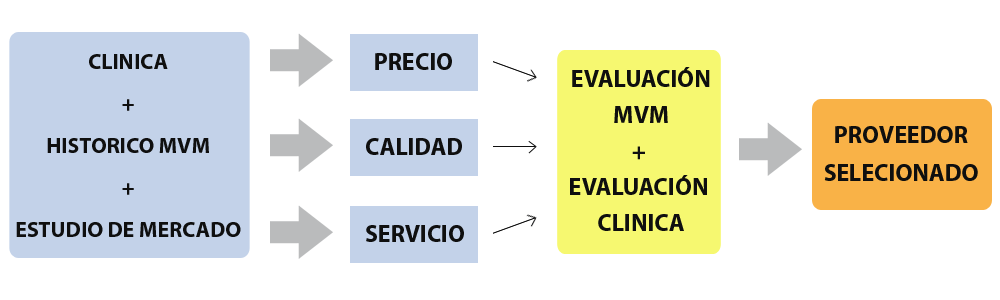 CLINICA
+
HISTORICO MVM
+
ESTUDIO DE MERCADO
PRECIO
CALIDAD
SERVICIO
EVALUACIÓN
MVM
+
EVALUACIÓN
CLINICA
PROVEEDOR
SELECIONADO